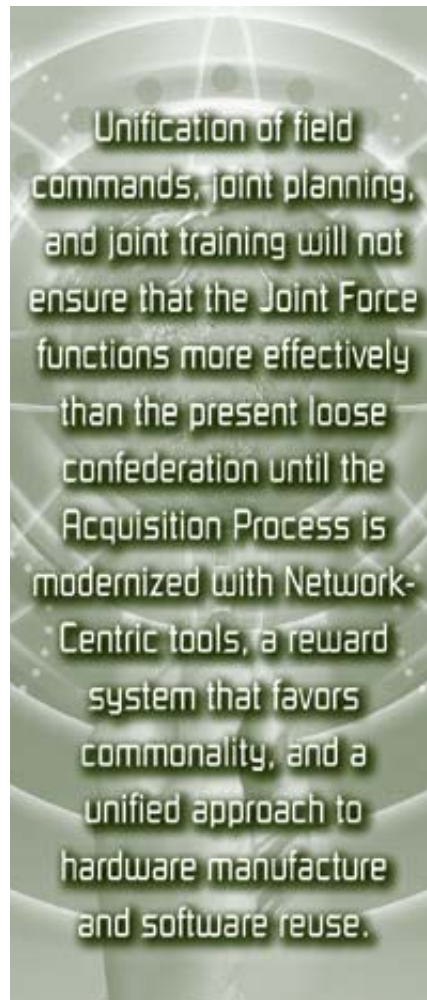 Unification of field
commands, joint planning,
and joint training will not
ensure that the Joint Force
functions more effectively
than the present loose
confederation until the
Acquisition Process is
modernized with Network-
Centric tools, a reward
system that favors
commonality, and a
unified approach to
hardware manufacture
and software reuse.